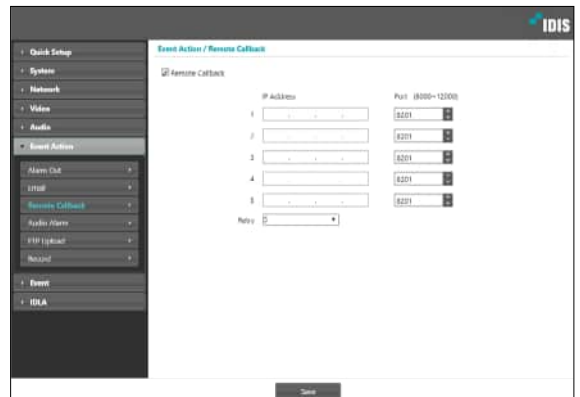 IDIS
Quick Setup
System
Network
Video
Audio
Event Action
Alarm Out
Email
Remote Callback
Audio Alarm
FTP Upload
Record
Event
IDLA
Event Action / Remote Callback
Remote Callback
IP Address Port (8000~12000)
1 . . . 8201
2 . . . 8201
3 . . . 8201
4 . . . 8201
5 . . . 8201
Retry
Save